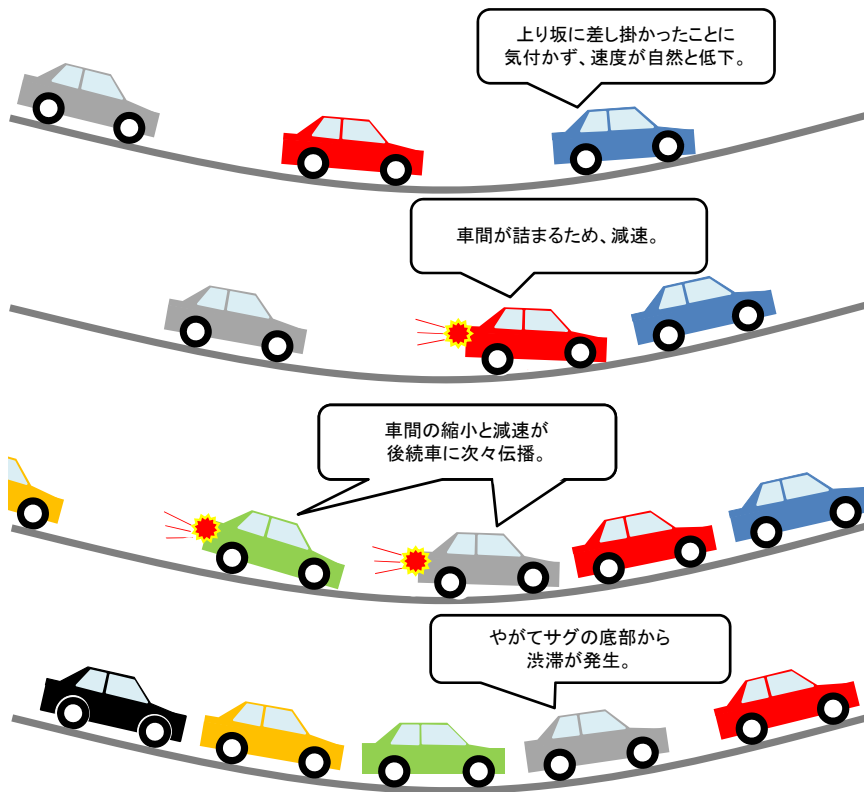 上り坂に差し掛かったことに
気付かず、速度が自然と低下。
車間が詰まるため、減速。
車間の縮小と減速が
後続車に次々伝播。
やがてサグの底部から
渋滞が発生。